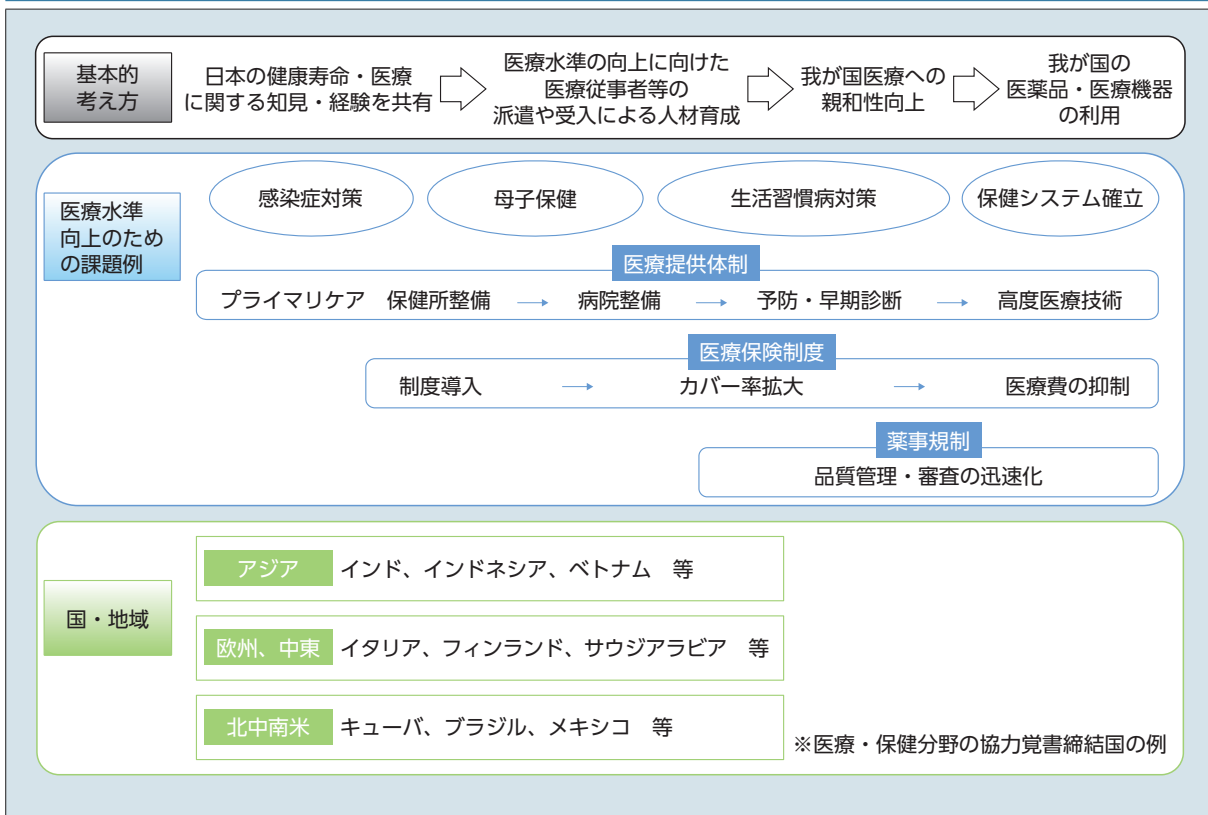 基本的
考え方
日本の健康寿命・医療
に関する知見・経験を共有
医療水準の向上に向けた
医療従事者等の
派遣や受入による人材育成
我が国医療への
親和性向上
我が国の
医薬品・医療機器
の利用
医療水準
向上のため
の課題例
感染症対策
母子保健
生活習慣病対策
保健システム確立
医療提供体制
プライマリケア 保健所整備 → 病院整備 → 予防・早期診断 → 高度医療技術
医療保険制度
制度導入 → カバー率拡大 → 医療費の抑制
薬事規制
品質管理・審査の迅速化
国・地域
アジア インド、インドネシア、ベトナム 等
欧州、中東 イタリア、フィンランド、サウジアラビア 等
北中南米 キューバ、ブラジル、メキシコ 等
※医療・保健分野の協力覚書締結国の例